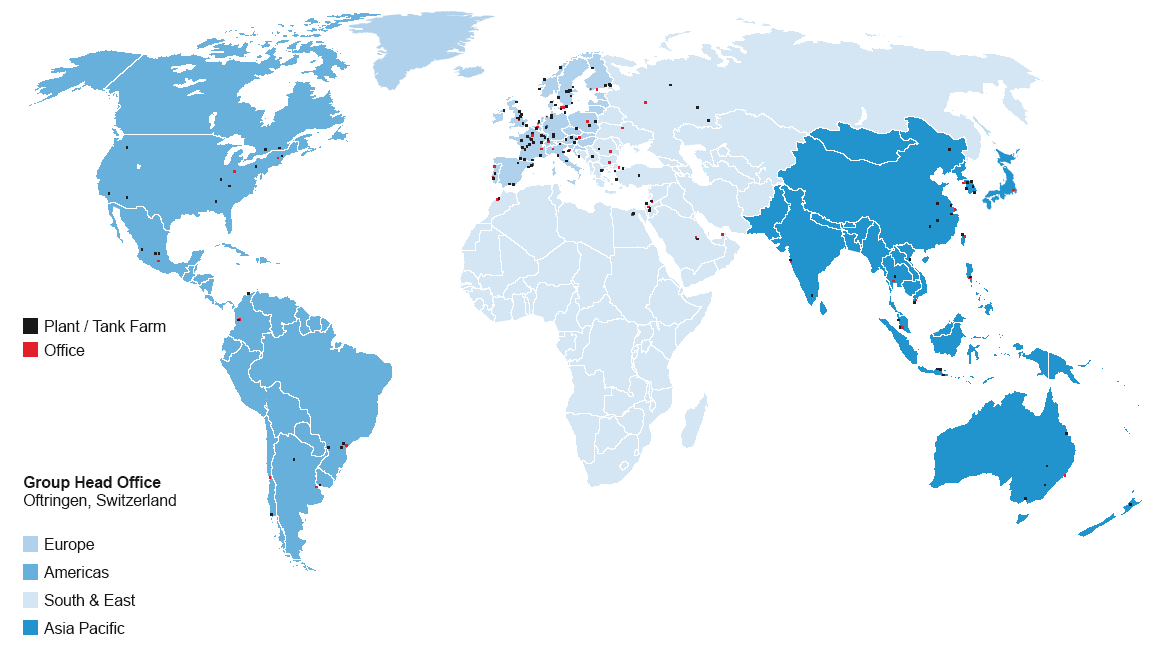 Plant / Tank Farm
Office
Group Head Office
Oftringen, Switzerland
Europe
Americas
South & East
Asia Pacific